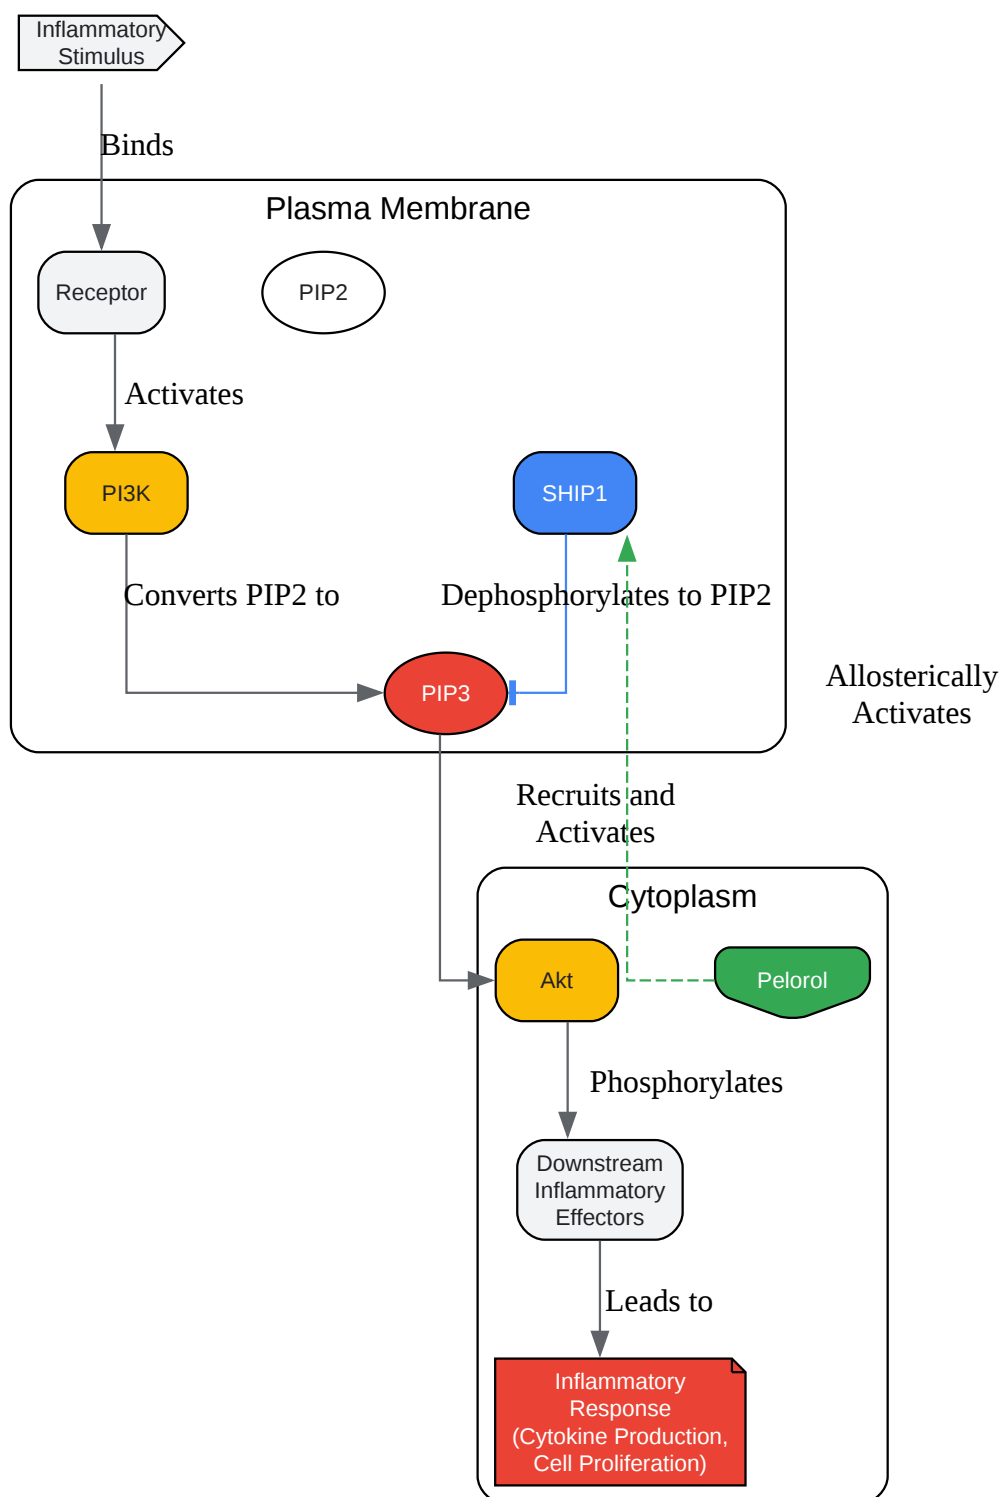 Inflammatory
Stimulus
Binds
Plasma Membrane
Receptor
PIP2
Activates
PI3K
SHIP1
Converts PIP2 to
Dephosphorylates to PIP2
PIP3
Allosterically
Activates
Recruits and
Activates
Cytoplasm
Akt
Pelorol
Phosphorylates
Downstream
Inflammatory
Effectors
Leads to
Inflammatory
Response
(Cytokine Production,
Cell Proliferation)